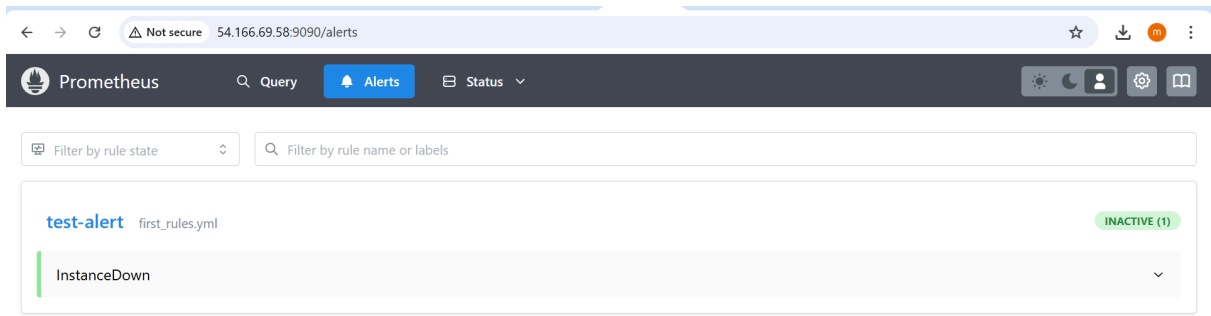 Not secure 54.166.69.58:9090/alerts m
Prometheus Query Alerts Status
Filter by rule state Filter by rule name or labels
test-alert first_rules.yml INACTIVE (1)
InstanceDown